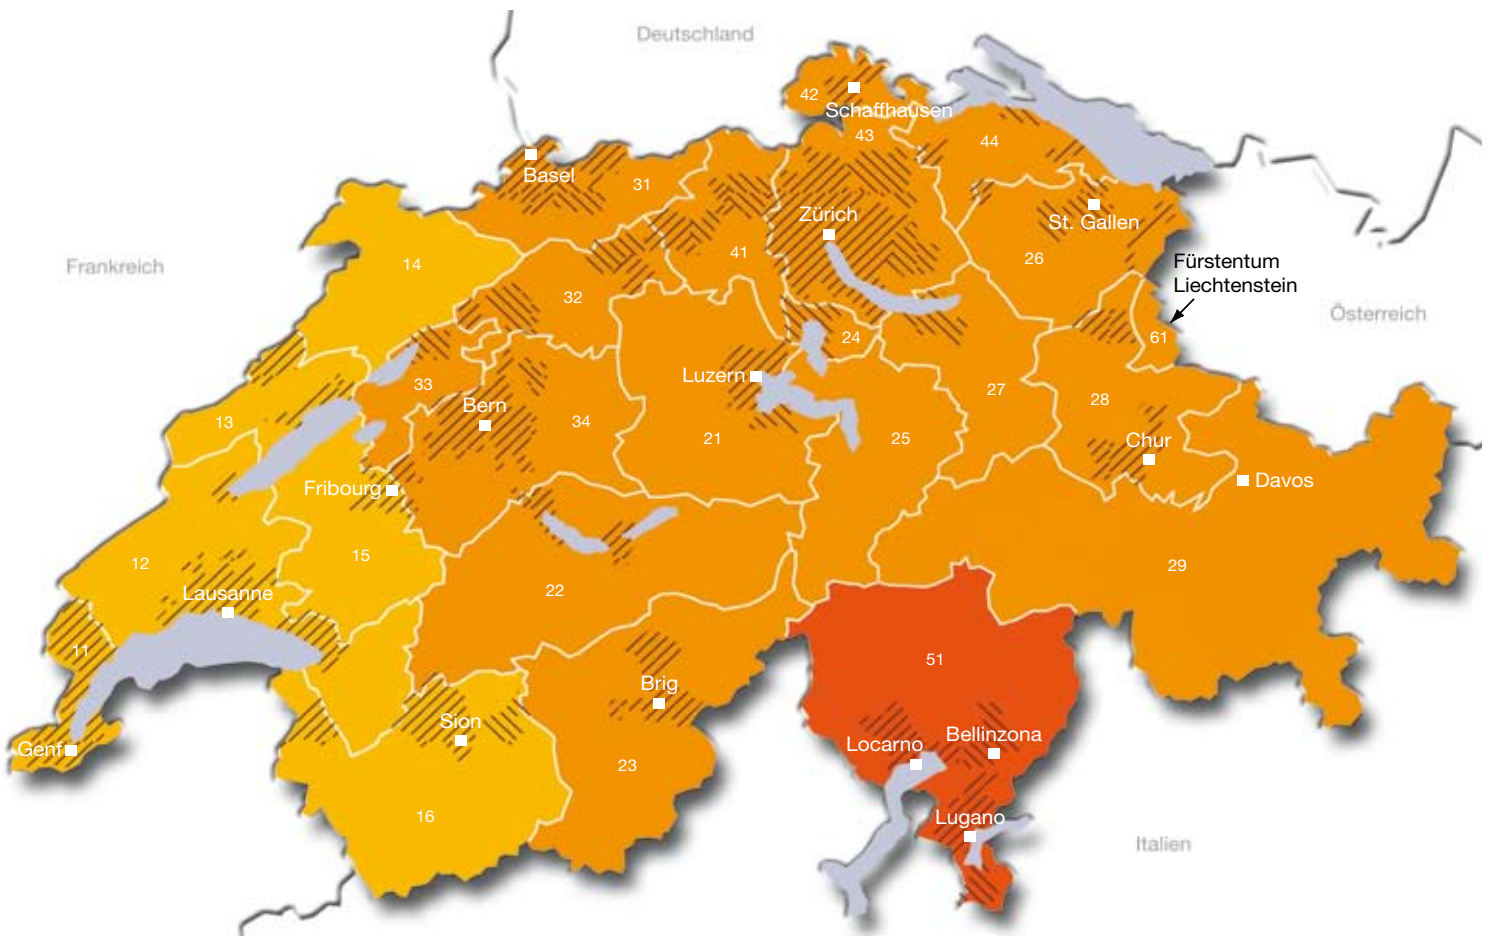 Deutschland
42
Schaffhausen
43
44
Basel
31
Zürich
St. Gallen
Frankreich
14
41
26
Fürstentum
Liechtenstein
32
Österreich
24
61
Luzern
33
27
28
Bern
13
34
21
25
Chur
Fribourg
Davos
12
15
29
Lausanne
22
11
51
Brig
Sion
Genf
Locarno
Bellinzona
23
16
Lugano
Italien